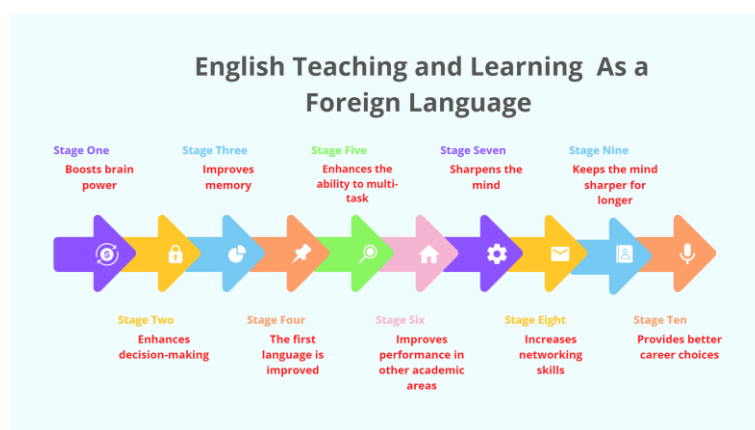 English Teaching and Learning As a
Foreign Language
Stage One
Boosts brain
power
Stage Three
Improves
memory
Stage Five
Enhances the
ability to multi-
task
Stage Seven
Sharpens the
mind
Stage Nine
Keeps the mind
sharper for
longer
Stage Two
Enhances
decision-making
Stage Four
The first
language is
improved
Stage Six
Improves
performance in
other academic
areas
Stage Eight
Increases
networking
skills
Stage Ten
Provides better
career choices